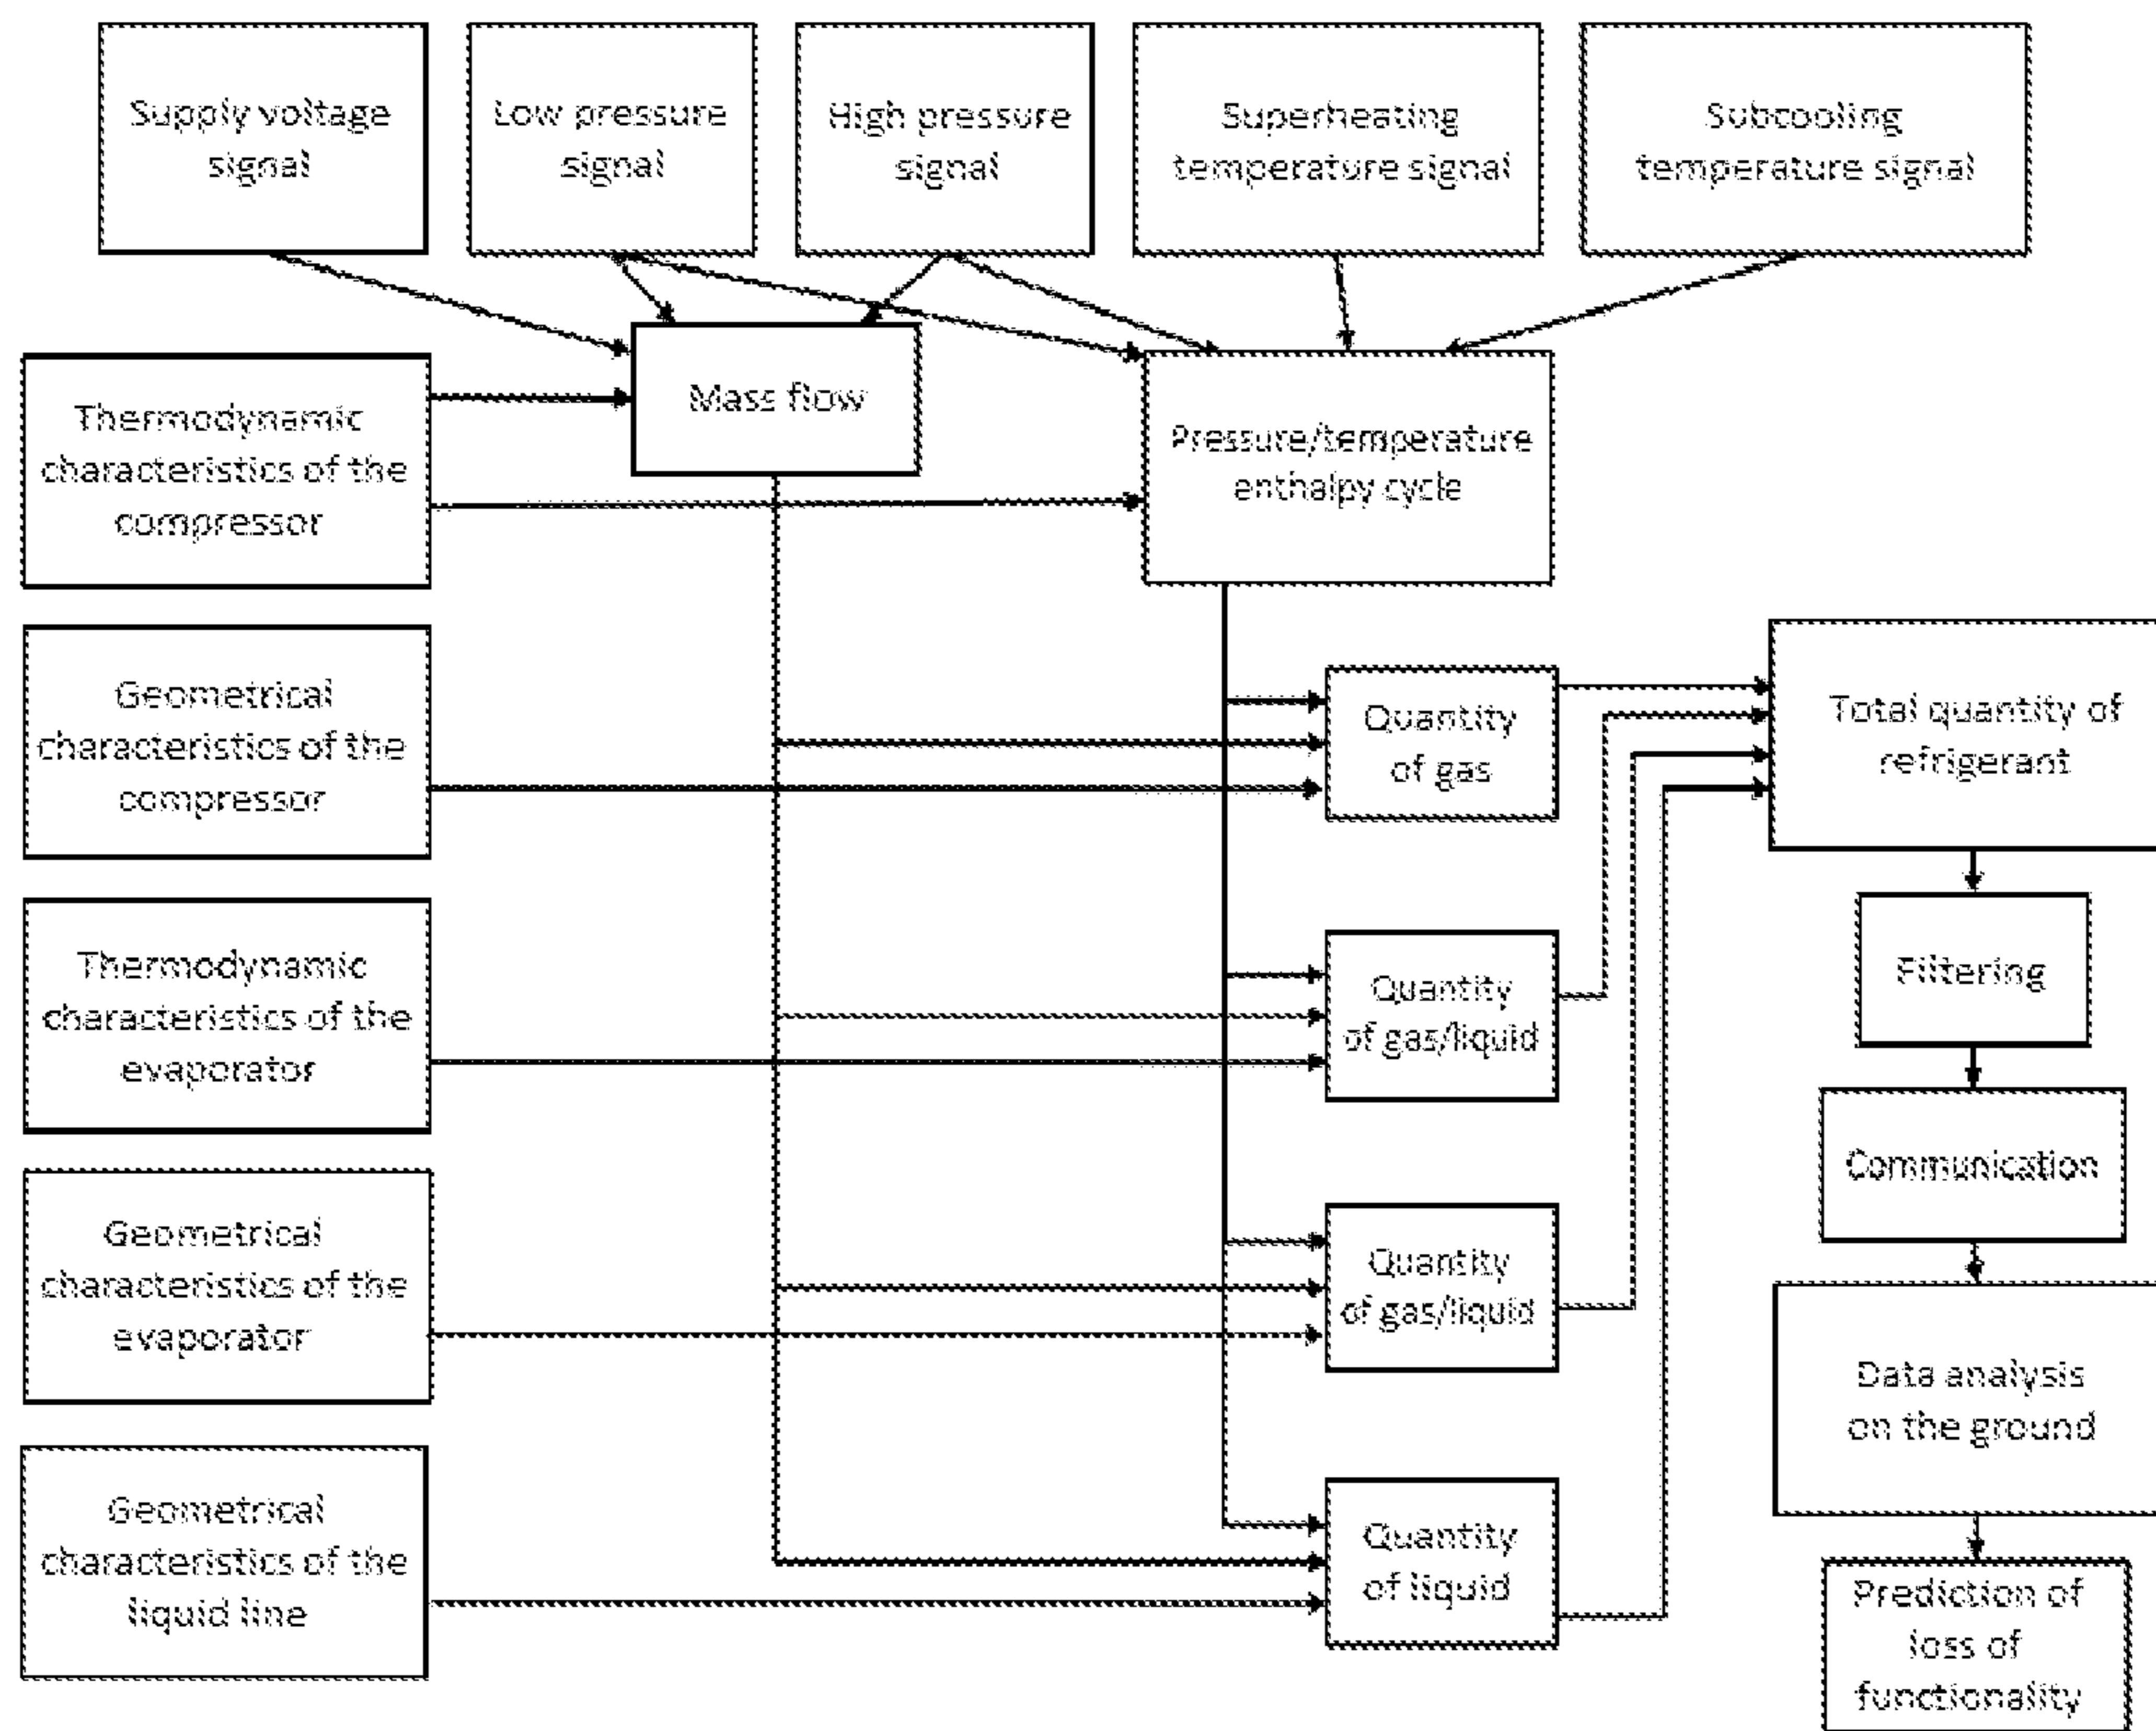 Supply voltage
signal
Low pressure
signal
High pressure
signal
Superheating
temperature signal
Subcooling
temperature signal
Thermodynamic
characteristics of the
compressor
Mass flow
Pressure/temperature
enthalpy cycle
Geometrical
characteristics of the
compressor
Quantity
of gas
Total quantity of
refrigerant
Thermodynamic
characteristics of the
evaporator
Quantity
of gas/liquid
Filtering
Communication
Geometrical
characteristics of the
evaporator
Quantity
of gas/liquid
Data analysis
on the ground
Geometrical
characteristics of the
liquid line
Quantity
of liquid
Prediction of
loss of
functionality